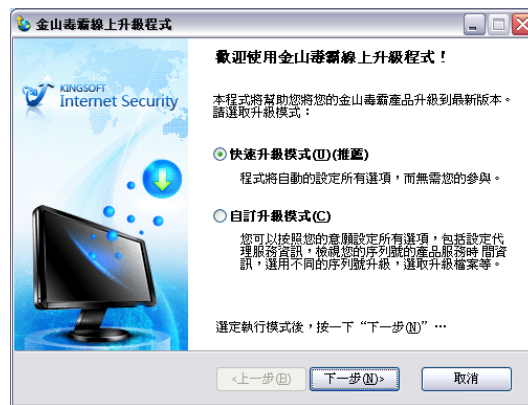 金山毒霸線上升級程式
KINGSOFT
Internet Security
歡迎使用金山毒霸線上升級程式！
本程式將幫助您將您的金山毒霸產品升級到最新版本。
請選取升級模式：
快速升級模式(U)(推薦)
程式將自動的設定所有選項，而無需您的參與。
自訂升級模式(C)
您可以按照您的意願設定所有選項，包括設定代
理服務資訊，檢視您的序列號的產品服務時間資
訊，選用不同的序列號升級，選取升級檔案等。
選定執行模式後，按一下“下一步(N)”…
<上一步(B)
下一步(N)>
取消